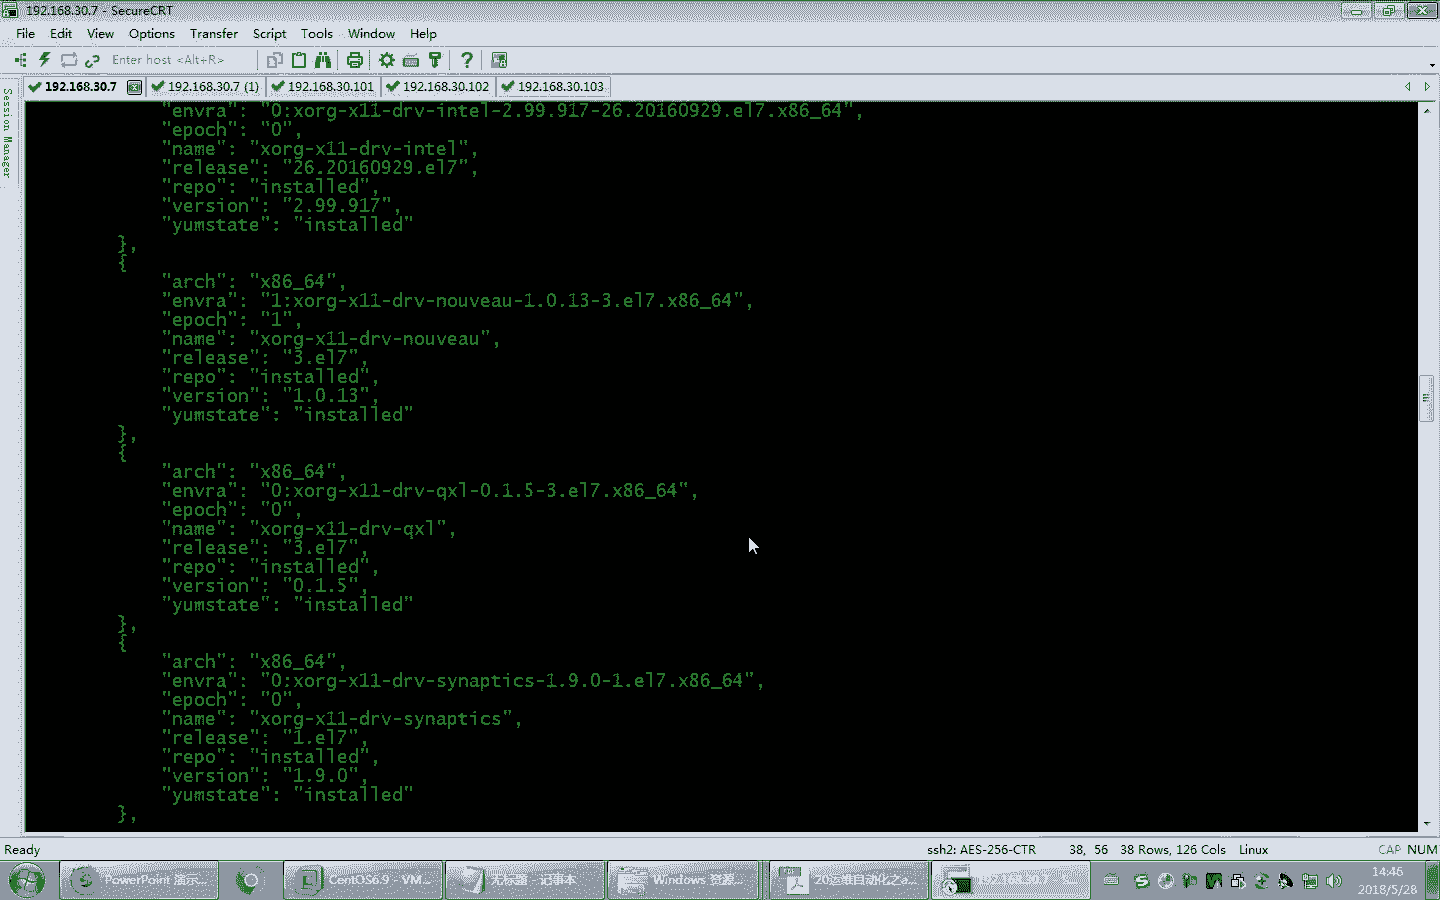 192.168.30.7 - SecureCRT
File Edit View Options Transfer Script Tools Window Help
Enter host <Alt+R>
192.168.30.7 192.168.30.7 (1) 192.168.30.101 192.168.30.102 192.168.30.103
Session Manager
"envra": "0:xorg-x11-drv-intel-2.99.917-26.20160929.el7.x86_64",
"epoch": "0",
"name": "xorg-x11-drv-intel",
"release": "26.20160929.el7",
"repo": "installed",
"version": "2.99.917",
"yumstate": "installed"
},
{
"arch": "x86_64",
"envra": "1:xorg-x11-drv-nouveau-1.0.13-3.el7.x86_64",
"epoch": "1",
"name": "xorg-x11-drv-nouveau",
"release": "3.el7",
"repo": "installed",
"version": "1.0.13",
"yumstate": "installed"
},
{
"arch": "x86_64",
"envra": "0:xorg-x11-drv-qxl-0.1.5-3.el7.x86_64",
"epoch": "0",
"name": "xorg-x11-drv-qxl",
"release": "3.el7",
"repo": "installed",
"version": "0.1.5",
"yumstate": "installed"
},
{
"arch": "x86_64",
"envra": "0:xorg-x11-drv-synaptics-1.9.0-1.el7.x86_64",
"epoch": "0",
"name": "xorg-x11-drv-synaptics",
"release": "1.el7",
"repo": "installed",
"version": "1.9.0",
"yumstate": "installed"
},
Ready ssh2: AES-256-CTR 38, 56 38 Rows, 126 Cols Linux CAP NUM
PowerPoint 演示... CentOS6.9 - VM... 无标题 - 记事本 Windows 资源... 20运维自动化之a... 14:46
2018/5/28